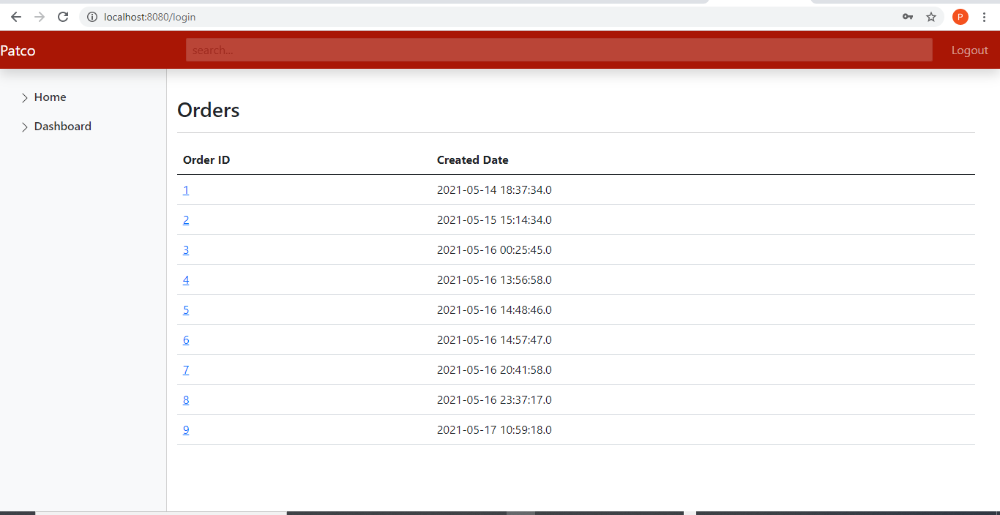 localhost:8080/login
P
Patco
search...
Logout
Home
Dashboard
Orders
Order ID Created Date
1 2021-05-14 18:37:34.0
2 2021-05-15 15:14:34.0
3 2021-05-16 00:25:45.0
4 2021-05-16 13:56:58.0
5 2021-05-16 14:48:46.0
6 2021-05-16 14:57:47.0
7 2021-05-16 20:41:58.0
8 2021-05-16 23:37:17.0
9 2021-05-17 10:59:18.0